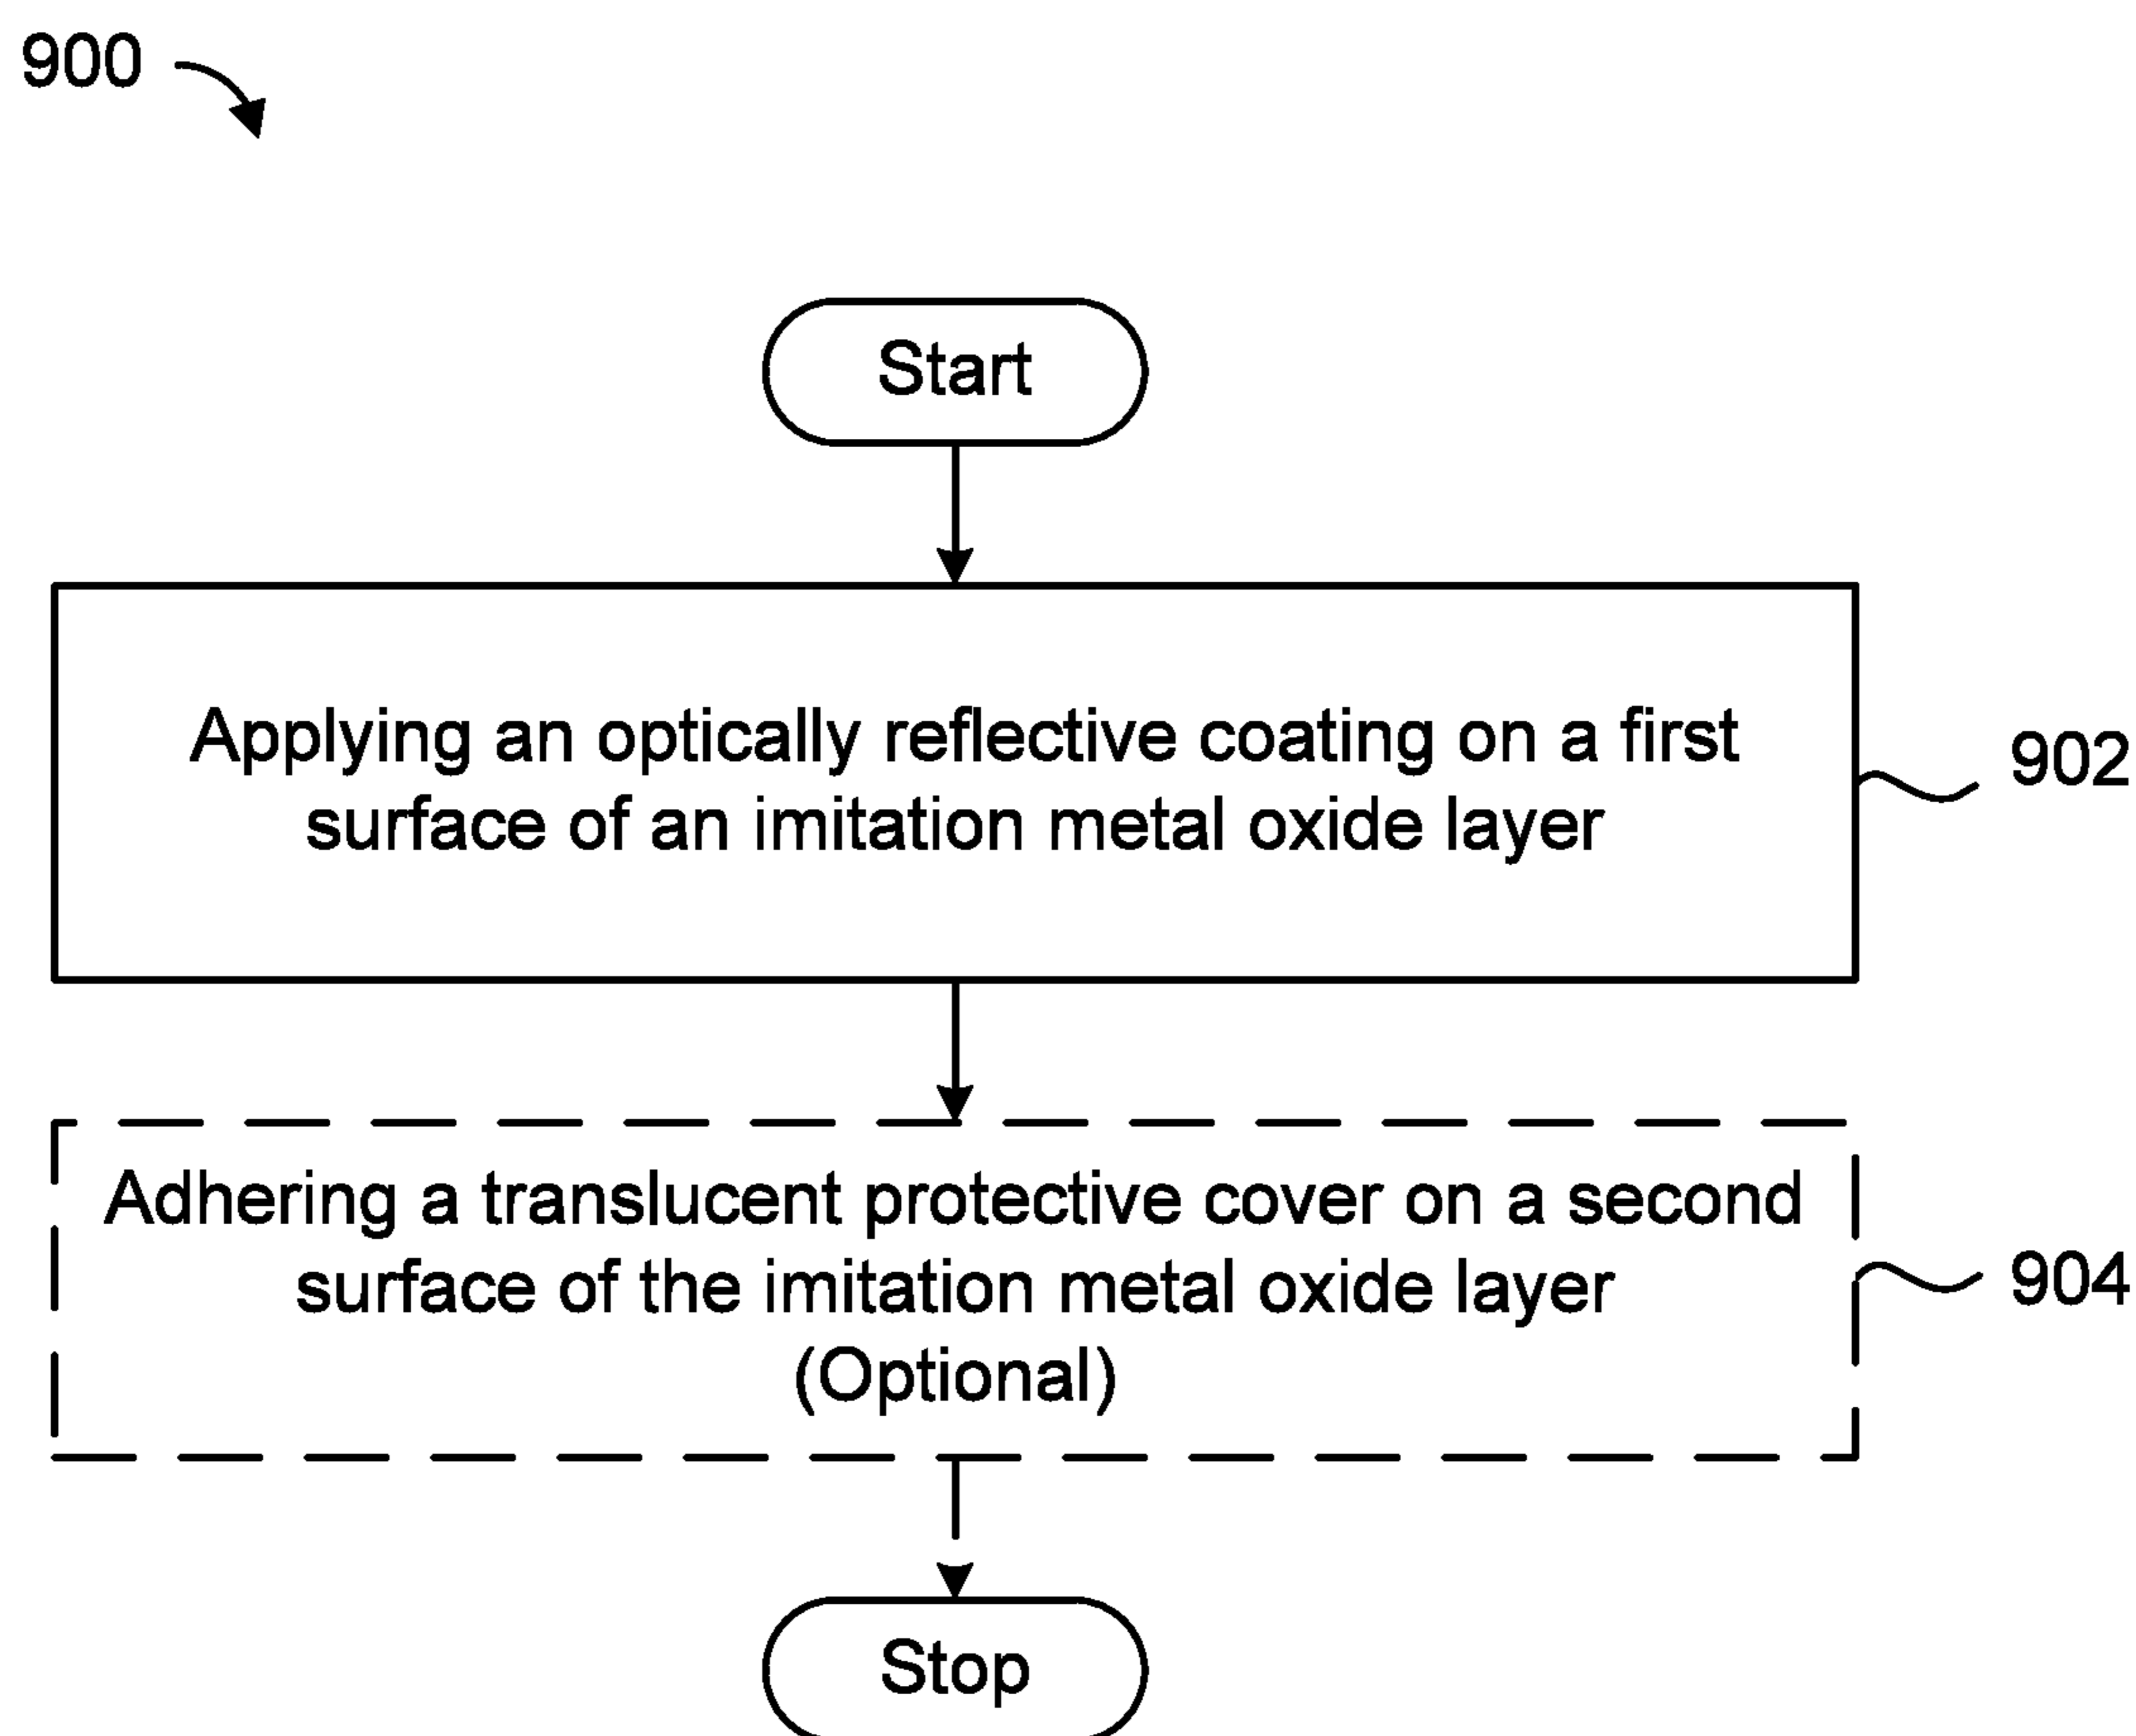 900
Start
Applying an optically reflective coating on a first
surface of an imitation metal oxide layer
902
Adhering a translucent protective cover on a second
surface of the imitation metal oxide layer
(Optional)
904
Stop